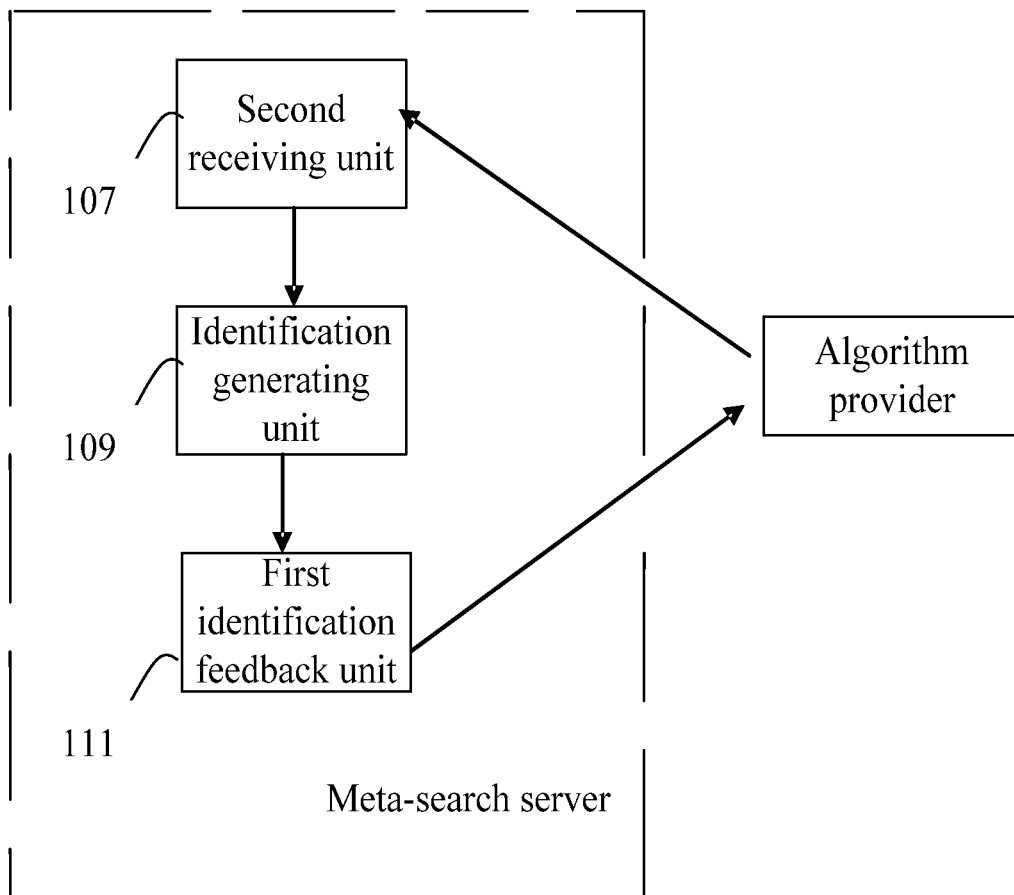 Second
receiving unit
107
Identification
generating
unit
109
Algorithm
provider
First
identification
feedback unit
111
Meta-search server